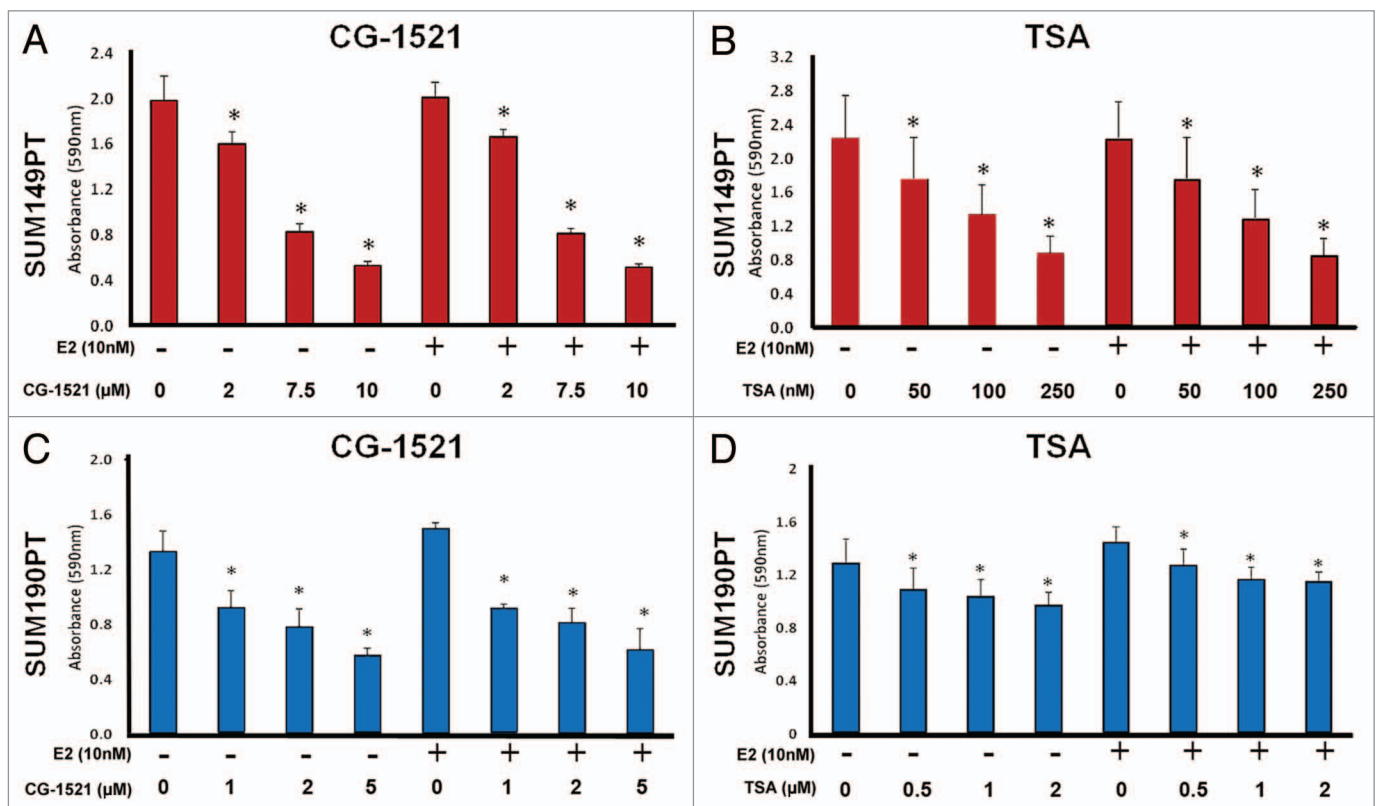 A
CG-1521
SUM149PT
Absorbance (590nm)
2.4
2.0
1.6
1.2
0.8
0.4
0.0
* * * * * *
E2 (10nM) - - - - + + + +
CG-1521 (µM) 0 2 7.5 10 0 2 7.5 10
B
TSA
SUM149PT
Absorbance (590nm)
3.2
2.8
2.4
2.0
1.6
1.2
0.8
0.4
0.0
* * * * * *
E2 (10nM) - - - - + + + +
TSA (nM) 0 50 100 250 0 50 100 250
C
CG-1521
SUM190PT
Absorbance (590nm)
2.0
1.6
1.2
0.8
0.4
0.0
* * * * * *
E2 (10nM) - - - - + + + +
CG-1521 (µM) 0 1 2 5 0 1 2 5
D
TSA
SUM190PT
Absorbance (590nm)
2
1.6
1.2
0.8
0.4
0
* * * * * *
E2 (10nM) - - - - + + + +
TSA (µM) 0 0.5 1 2 0 0.5 1 2